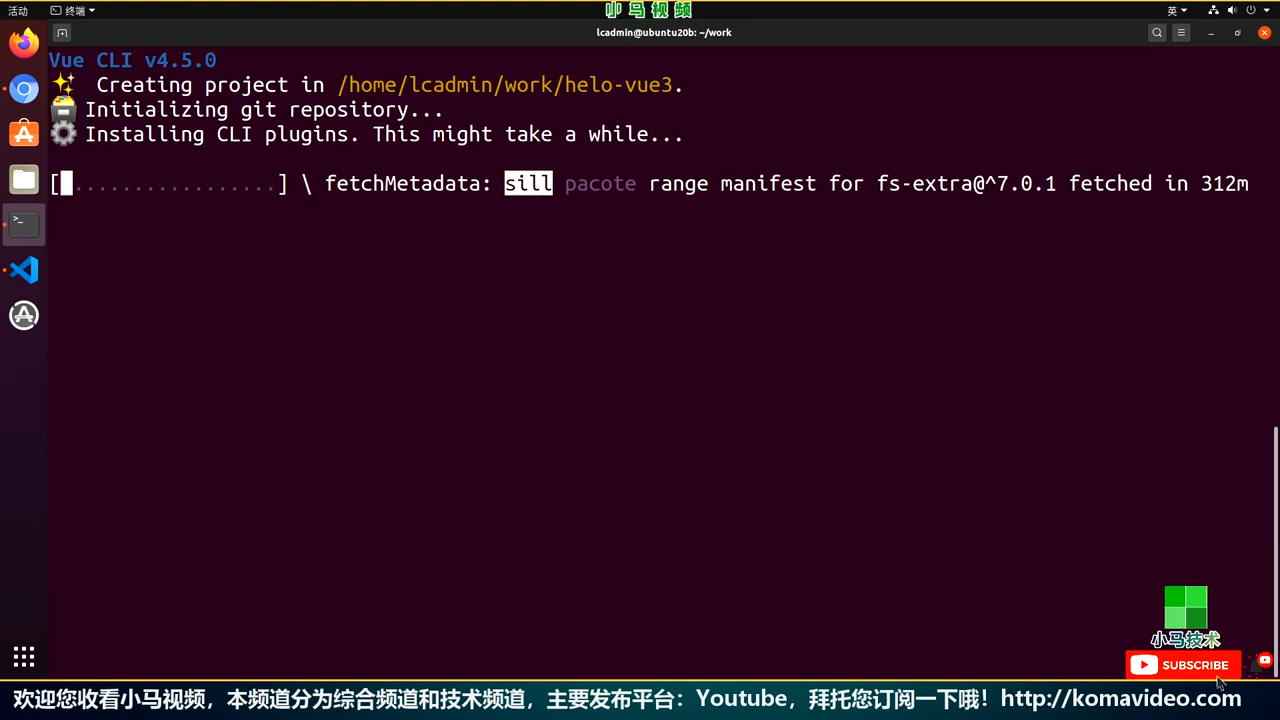 活动
终端
小马视频
英
lcadmin@ubuntu20b: ~/work
Vue CLI v4.5.0
Creating project in /home/lcadmin/work/helo-vue3.
Initializing git repository...
Installing CLI plugins. This might take a while...
[ .................] \ fetchMetadata: sill pacote range manifest for fs-extra@^7.0.1 fetched in 312m
小马技术
SUBSCRIBE
欢迎您收看小马视频，本频道分为综合频道和技术频道，主要发布平台：Youtube，拜托您订阅一下哦！http://komavideo.com